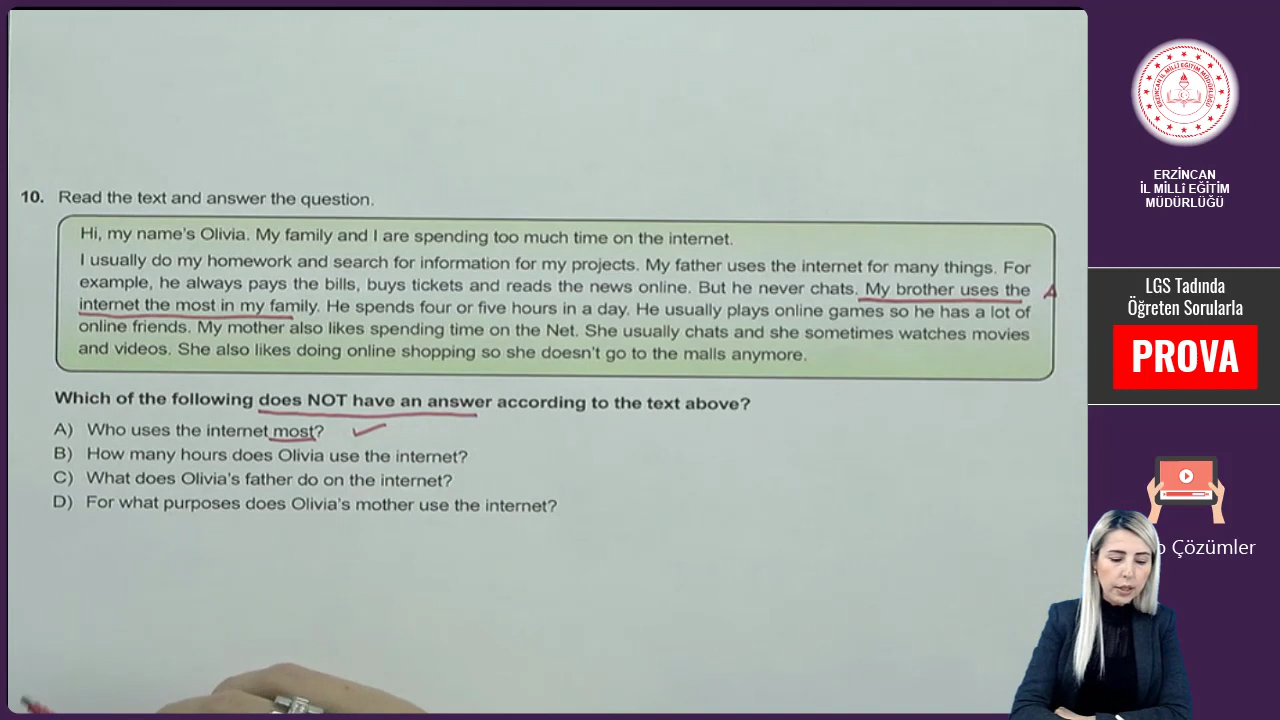 10. Read the text and answer the question.
Hi, my name's Olivia. My family and I are spending too much time on the internet.
I usually do my homework and search for information for my projects. My father uses the internet for many things. For
example, he always pays the bills, buys tickets and reads the news online. But he never chats. My brother uses the
A
internet the most in my family. He spends four or five hours in a day. He usually plays online games so he has a lot of
online friends. My mother also likes spending time on the Net. She usually chats and she sometimes watches movies
and videos. She also likes doing online shopping so she doesn't go to the malls anymore.
Which of the following does NOT have an answer according to the text above?
A) Who uses the internet most?
B) How many hours does Olivia use the internet?
C) What does Olivia's father do on the internet?
D) For what purposes does Olivia's mother use the internet?
ERZİNCAN İL MİLLÎ EĞİTİM MÜDÜRLÜĞÜ
ERZİNCAN
İL MİLLÎ EĞİTİM
MÜDÜRLÜĞÜ
LGS Tadında
Öğreten Sorularla
PROVA
Çözümler